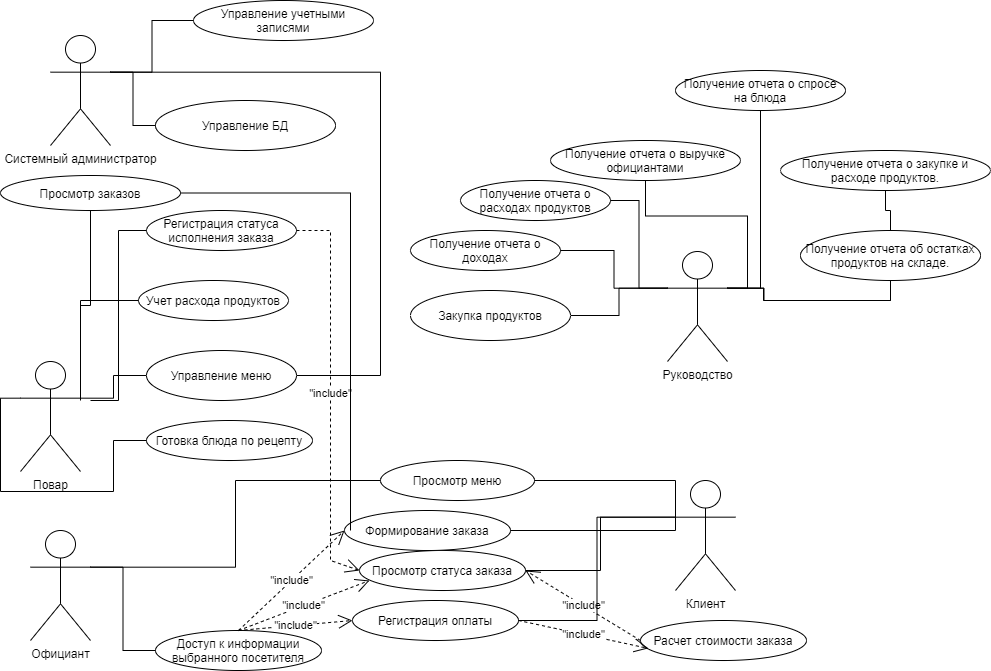 Управление учетными
записями
Управление БД
Системный администратор
Просмотр заказов
Регистрация статуса
исполнения заказа
Учет расхода продуктов
Управление меню
"include"
Готовка блюда по рецепту
Повар
Получение отчета о спросе
на блюда
Получение отчета о выручке
официантами
Получение отчета о закупке и
расходе продуктов.
Получение отчета о
расходах продуктов
Получение отчета о
доходах
Получение отчета об остатках
продуктов на складе.
Закупка продуктов
Руководство
Просмотр меню
Формирование заказа
Просмотр статуса заказа
"include"
"include"
"include"
Регистрация оплаты
"include"
"include"
Клиент
Расчет стоимости заказа
Официант
Доступ к информации
выбранного посетителя